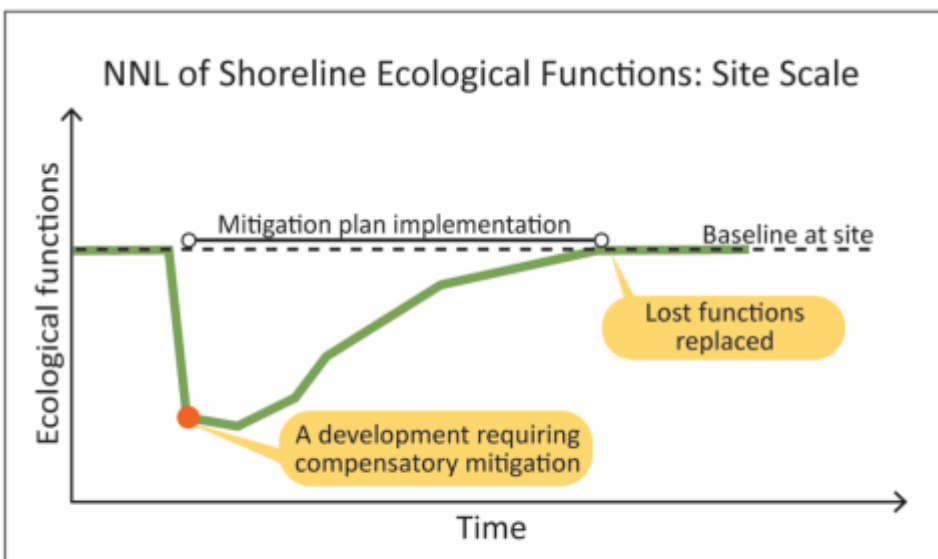 NNL of Shoreline Ecological Functions: Site Scale
Ecological functions
Mitigation plan implementation
Baseline at site
Lost functions
replaced
A development requiring
compensatory mitigation
Time